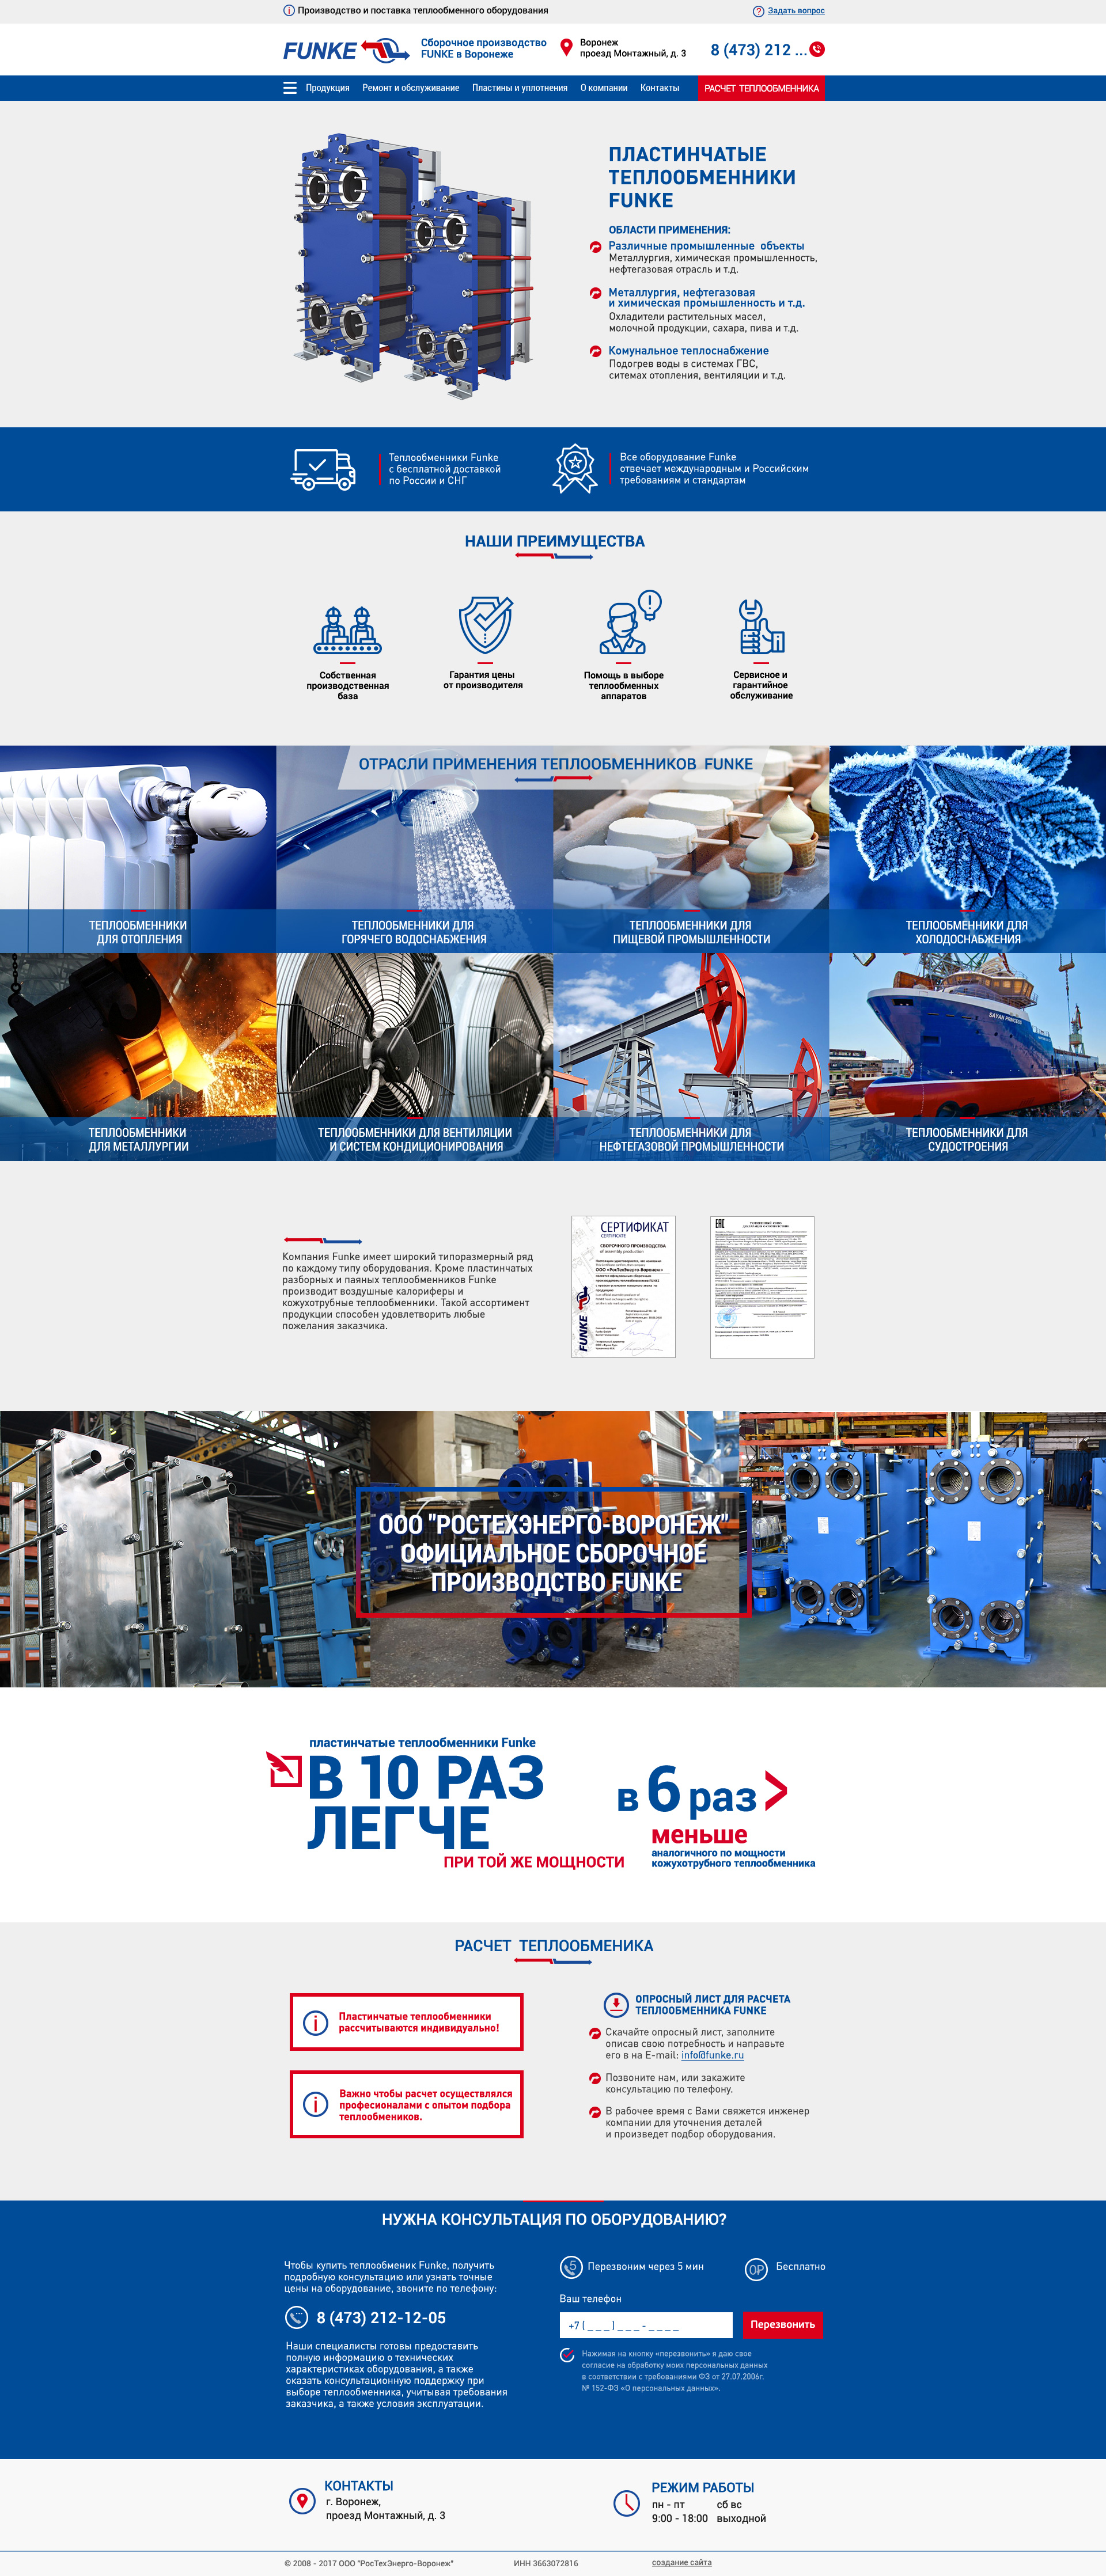 Производство и поставка теплообменного оборудования
Задать вопрос
FUNKE
Сборочное производство
FUNKE в Воронеже
Воронеж
проезд Монтажный, д. 3
8 (473) 212 ...
Продукция
Ремонт и обслуживание
Пластины и уплотнения
О компании
Контакты
РАСЧЕТ ТЕПЛООБМЕННИКА
ПЛАСТИНЧАТЫЕ
ТЕПЛООБМЕННИКИ
FUNKE
ОБЛАСТИ ПРИМЕНЕНИЯ:
Различные промышленные объекты
Металлургия, химическая промышленность,
нефтегазовая отрасль и т.д.
Металлургия, нефтегазовая
и химическая промышленность и т.д.
Охладители растительных масел,
молочной продукции, сахара, пива и т.д.
Комунальное теплоснабжение
Подогрев воды в системах ГВС,
ситемах отопления, вентиляции и т.д.
Теплообменники Funke
с бесплатной доставкой
по России и СНГ
Все оборудование Funke
отвечает международным и Российским
требованиям и стандартам
НАШИ ПРЕИМУЩЕСТВА
Собственная
производственная
база
Гарантия цены
от производителя
Помощь в выборе
теплообменных
аппаратов
Сервисное и
гарантийное
обслуживание
ОТРАСЛИ ПРИМЕНЕНИЯ ТЕПЛООБМЕННИКОВ FUNKE
ТЕПЛООБМЕННИКИ
ДЛЯ ОТОПЛЕНИЯ
ТЕПЛООБМЕННИКИ ДЛЯ
ГОРЯЧЕГО ВОДОСНАБЖЕНИЯ
ТЕПЛООБМЕННИКИ ДЛЯ
ПИЩЕВОЙ ПРОМЫШЛЕННОСТИ
ТЕПЛООБМЕННИКИ ДЛЯ
ХОЛОДОСНАБЖЕНИЯ
ТЕПЛООБМЕННИКИ
ДЛЯ МЕТАЛЛУРГИИ
ТЕПЛООБМЕННИКИ ДЛЯ ВЕНТИЛЯЦИИ
И СИСТЕМ КОНДИЦИОНИРОВАНИЯ
ТЕПЛООБМЕННИКИ ДЛЯ
НЕФТЕГАЗОВОЙ ПРОМЫШЛЕННОСТИ
ТЕПЛООБМЕННИКИ ДЛЯ
СУДОСТРОЕНИЯ
Компания Funke имеет широкий типоразмерный ряд
по каждому типу оборудования. Кроме пластинчатых
разборных и паяных теплообменников Funke
производит воздушные калориферы и
кожухотрубные теплообменники. Такой ассортимент
продукции способен удовлетворить любые
пожелания заказчика.
СЕРТИФИКАТ
CERTIFICATE
СБОРОЧНОГО ПРОИЗВОДСТВА
of assembly production
ООО «РосТехЭнерго-Воронеж»
FUNKE
EAC
ООО "РОСТЕХЭНЕРГО-ВОРОНЕЖ"
ОФИЦИАЛЬНОЕ СБОРОЧНОЕ
ПРОИЗВОДСТВО FUNKE
пластинчатые теплообменники Funke
В 10 РАЗ
ЛЕГЧЕ
ПРИ ТОЙ ЖЕ МОЩНОСТИ
в 6 раз
меньше
аналогичного по мощности
кожухотрубного теплообменника
РАСЧЕТ ТЕПЛООБМЕНИКА
Пластинчатые теплообменники
рассчитываются индивидуально!
Важно чтобы расчет осуществлялся
професионалами с опытом подбора
теплообмеников.
ОПРОСНЫЙ ЛИСТ ДЛЯ РАСЧЕТА
ТЕПЛООБМЕННИКА FUNKE
Скачайте опросный лист, заполните
описав свою потребность и направьте
его в на E-mail: info@funke.ru
Позвоните нам, или закажите
консультацию по телефону.
В рабочее время с Вами свяжется инженер
компании для уточнения деталей
и произведет подбор оборудования.
НУЖНА КОНСУЛЬТАЦИЯ ПО ОБОРУДОВАНИЮ?
Чтобы купить теплообменик Funke, получить
подробную консультацию или узнать точные
цены на оборудование, звоните по телефону:
8 (473) 212-12-05
Наши специалисты готовы предоставить
полную информацию о технических
характеристиках оборудования, а также
оказать консультационную поддержку при
выборе теплообменника, учитывая требования
заказчика, а также условия эксплуатации.
5
Перезвоним через 5 мин
0Р
Бесплатно
Ваш телефон
+7 ( _ _ _ ) _ _ _ - _ _ _ _
Перезвонить
Нажимая на кнопку «перезвонить» я даю свое
согласие на обработку моих персональных данных
в соответствии с требованиями ФЗ от 27.07.2006г.
№ 152-ФЗ «О персональных данных».
КОНТАКТЫ
г. Воронеж,
проезд Монтажный, д. 3
РЕЖИМ РАБОТЫ
пн - пт сб вс
9:00 - 18:00 выходной
© 2008 - 2017 ООО "РосТехЭнерго-Воронеж"
ИНН 3663072816
создание сайта